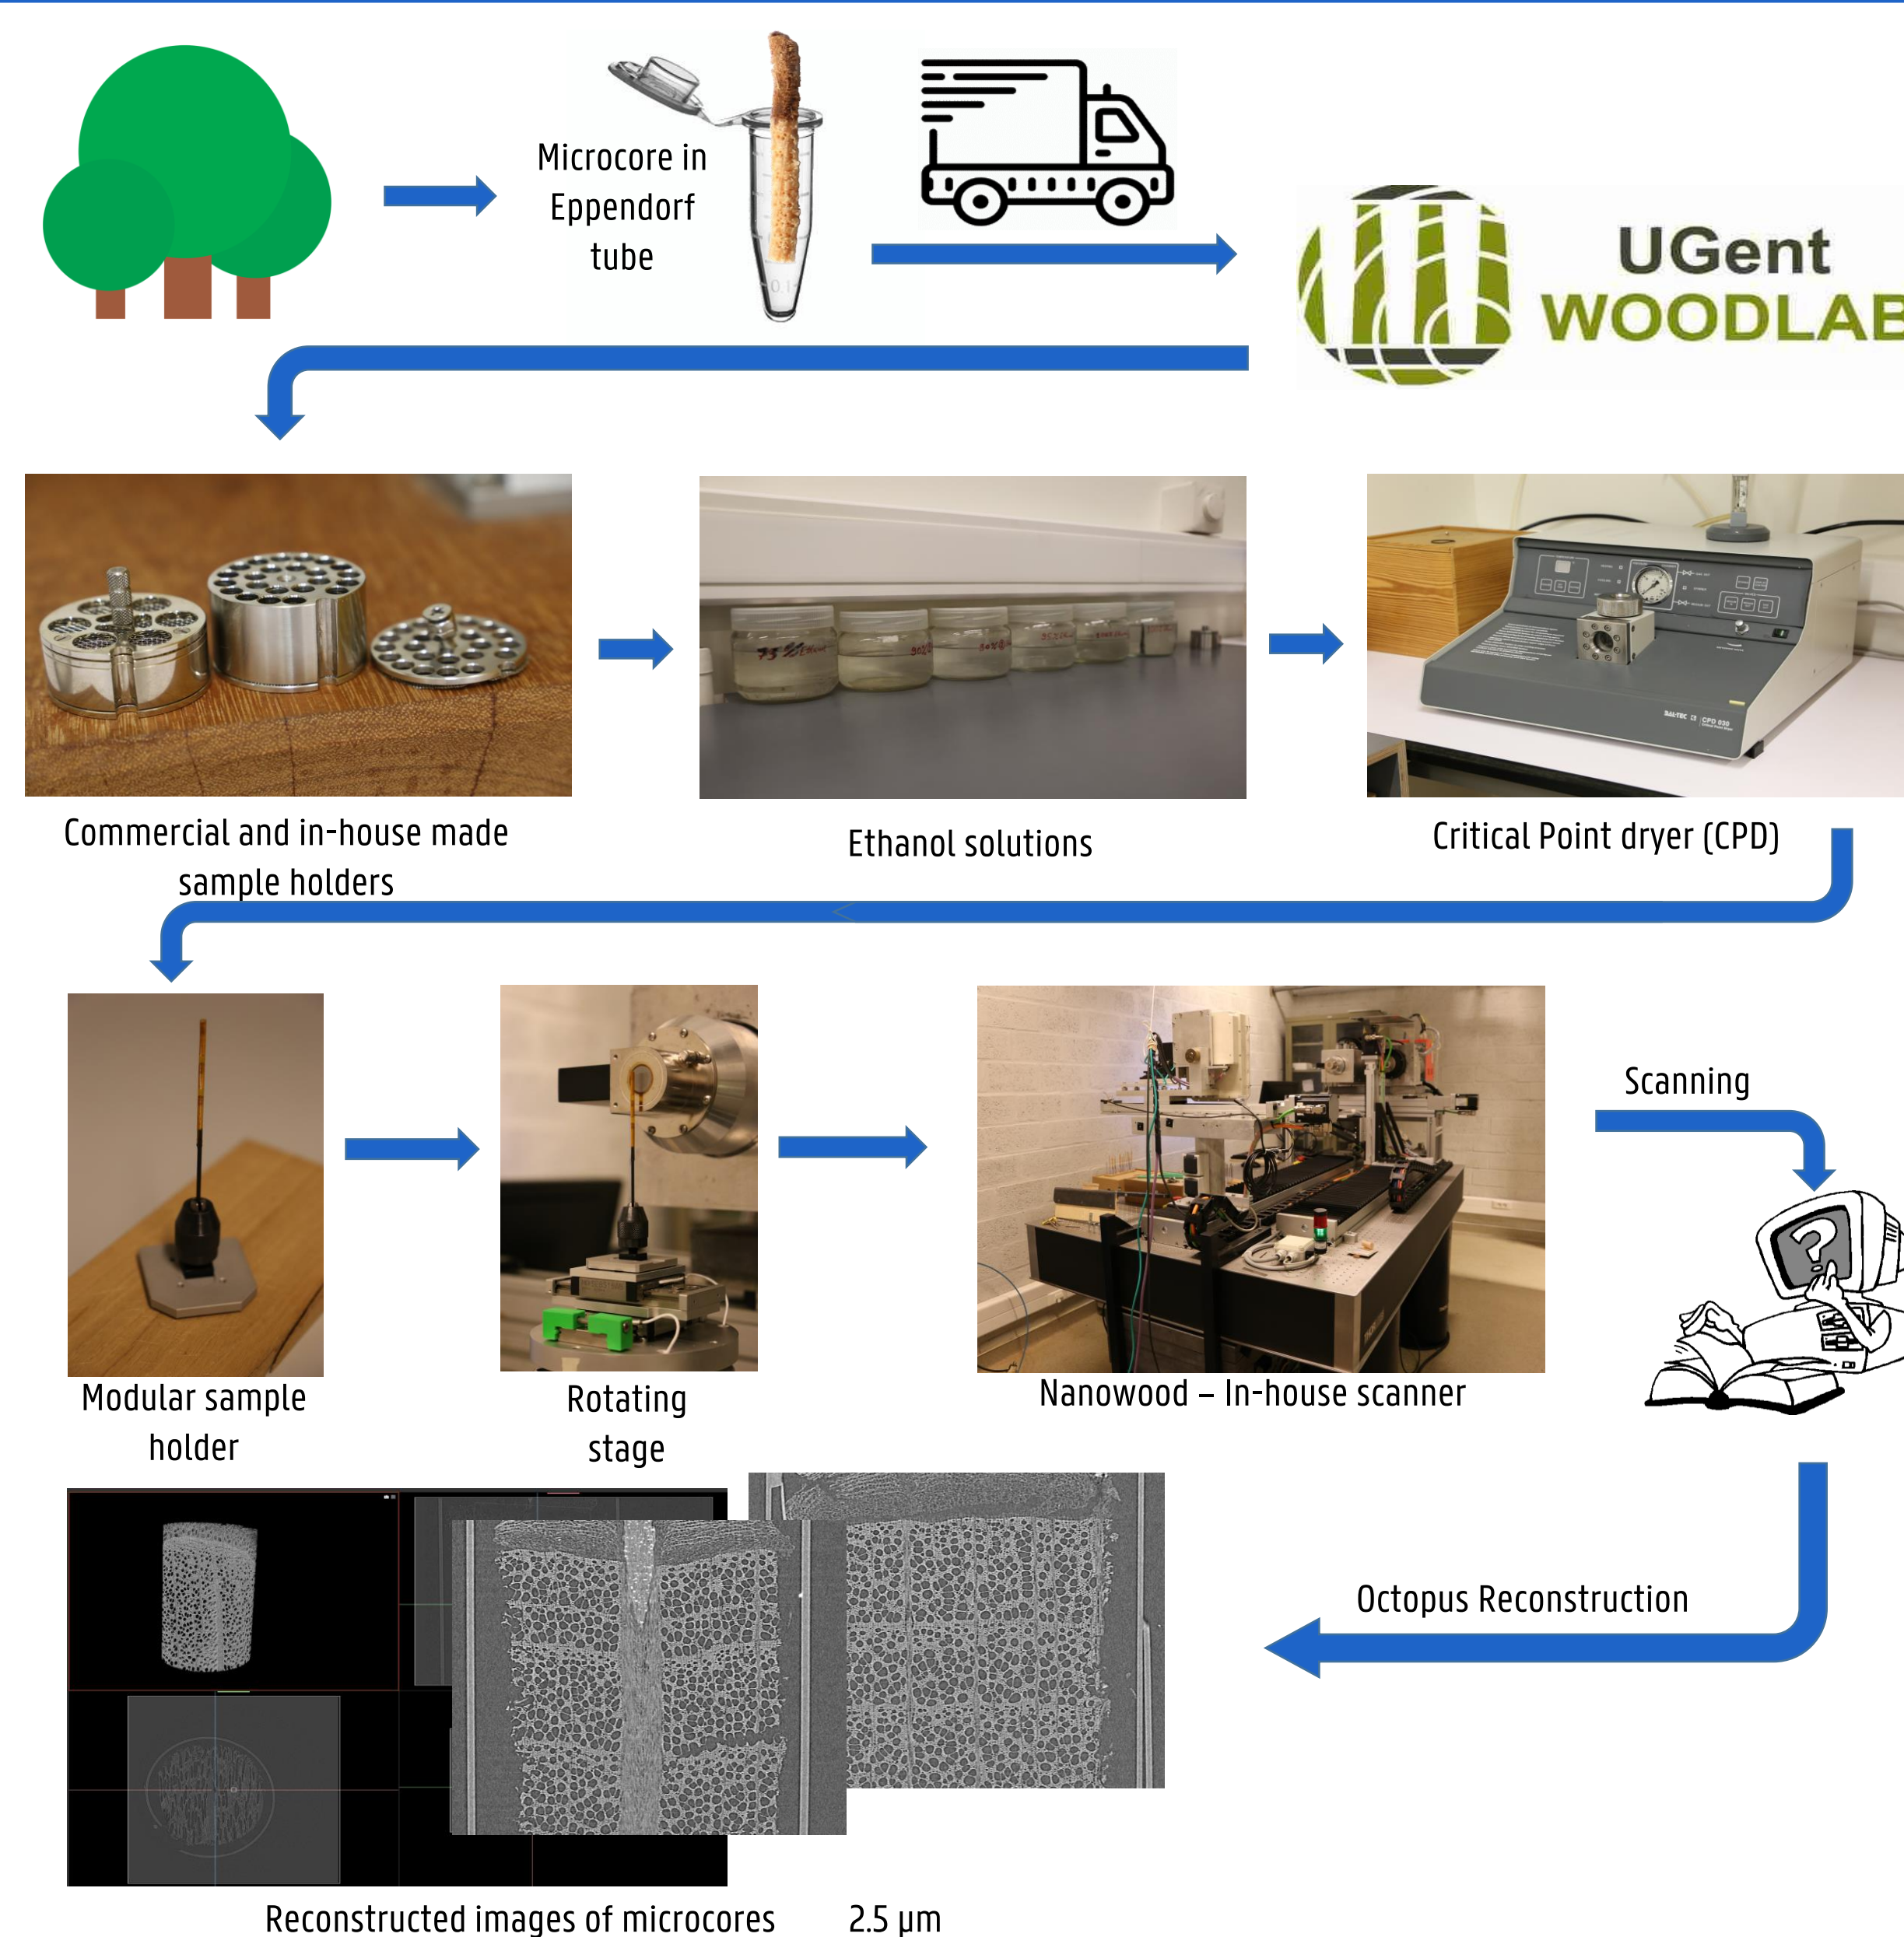 Microcore in
Eppendorf
tube
UGent
WOODLAB
Commercial and in-house made
sample holders
Ethanol solutions
Critical Point dryer (CPD)
Modular sample
holder
Rotating
stage
Nanowood – In-house scanner
Scanning
?
Octopus Reconstruction
Reconstructed images of microcores 2.5 µm